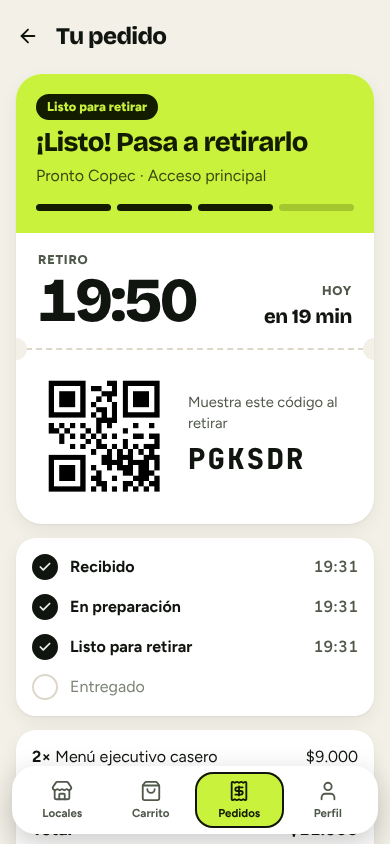 Tu pedido
Listo para retirar
¡Listo! Pasa a retirarlo
Pronto Copec · Acceso principal
RETIRO
19:50
HOY
en 19 min
Muestra este código al
retirar
PGKSDR
Recibido 19:31
En preparación 19:31
Listo para retirar 19:31
Entregado
2× Menú ejecutivo casero $9.000
Locales Carrito Pedidos Perfil